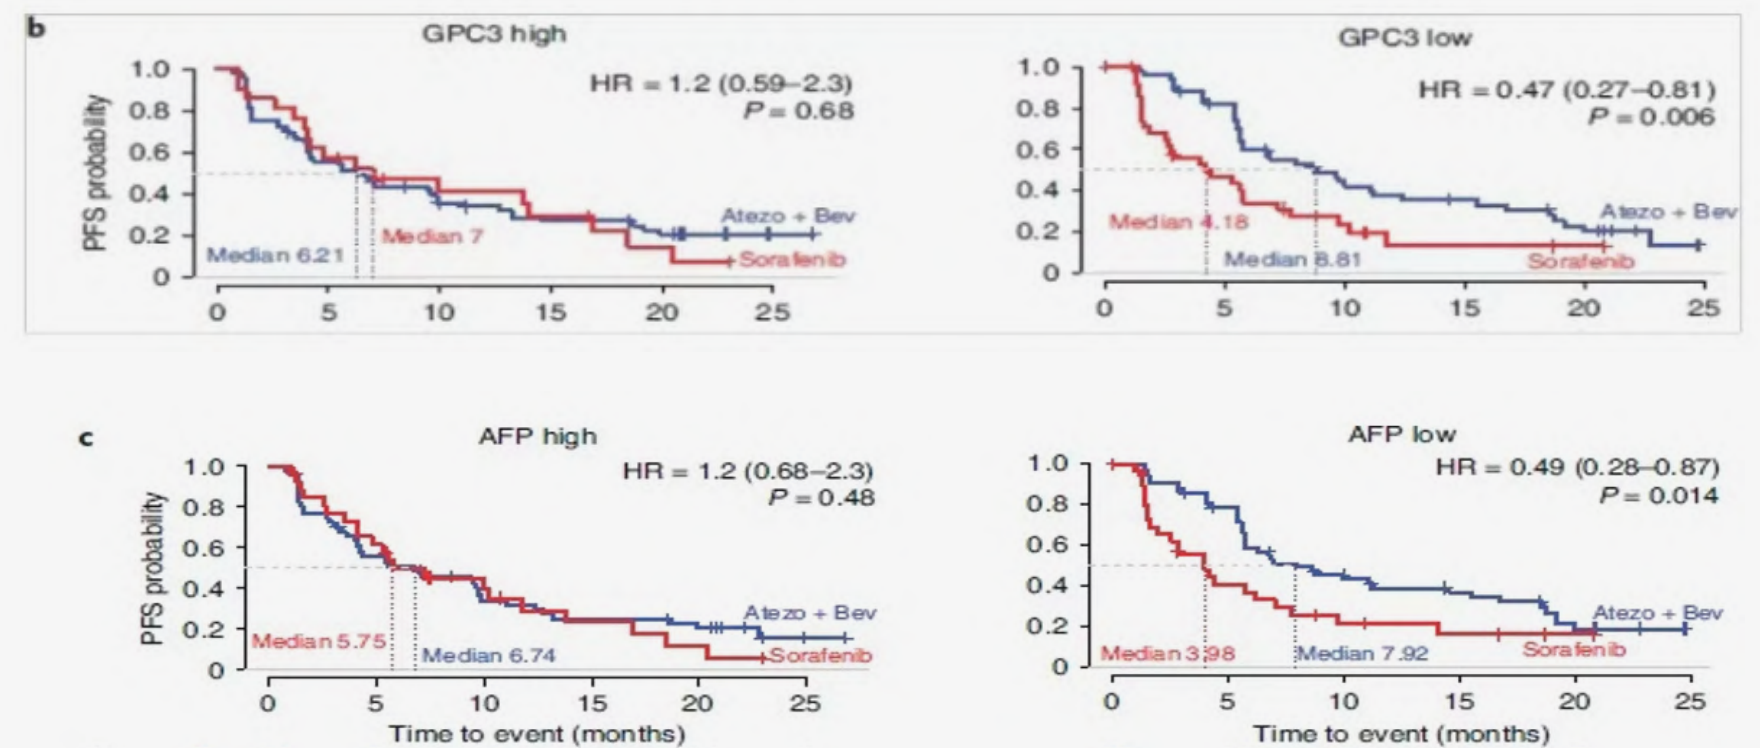 b
GPC3 high
HR = 1.2 (0.59–2.3)
P = 0.68
PFS probability
1.0
0.8
0.6
0.4
0.2
0
Atezo + Bev
Median 7
Median 6.21
Sorafenib
0 5 10 15 20 25
GPC3 low
HR = 0.47 (0.27–0.81)
P = 0.006
1.0
0.8
0.6
0.4
0.2
0
Atezo + Bev
Median 4.18
Median 8.81
Sorafenib
0 5 10 15 20 25
c
AFP high
HR = 1.2 (0.68–2.3)
P = 0.48
PFS probability
1.0
0.8
0.6
0.4
0.2
0
Atezo + Bev
Median 5.75
Median 6.74
Sorafenib
0 5 10 15 20 25
Time to event (months)
AFP low
HR = 0.49 (0.28–0.87)
P = 0.014
1.0
0.8
0.6
0.4
0.2
0
Atezo + Bev
Median 3.98
Median 7.92
Sorafenib
0 5 10 15 20 25
Time to event (months)